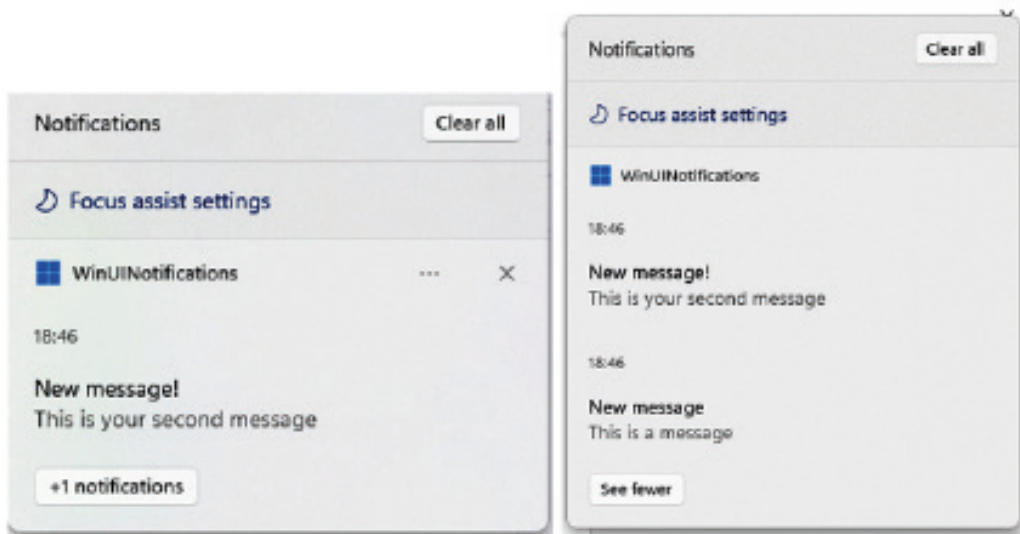 Notifications
Clear all
Focus assist settings
WinUINotifications
18:46
New message!
This is your second message
+1 notifications
Notifications
Clear all
Focus assist settings
WinUINotifications
18:46
New message!
This is your second message
18:46
New message
This is a message
See fewer